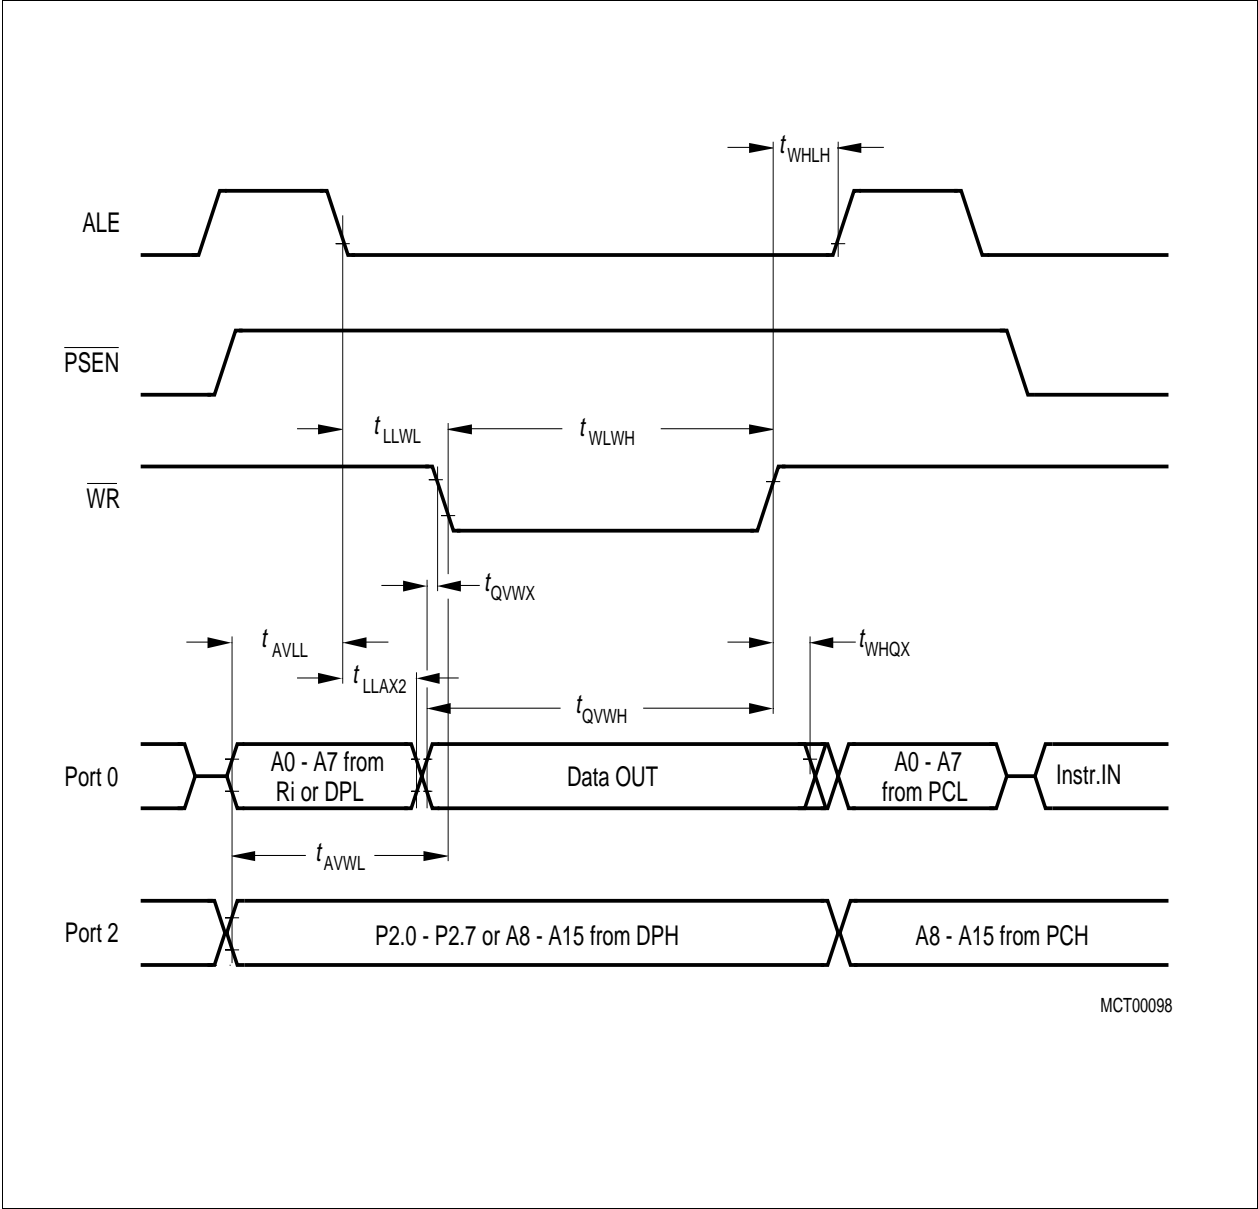 tWHLH
ALE
PSEN
tLLWL
tWLWH
WR
tQVWX
tAVLL
tWHQX
tLLAX2
tQVWH
Port 0
A0 - A7 from
Ri or DPL
Data OUT
A0 - A7
from PCL
Instr.IN
tAVWL
Port 2
P2.0 - P2.7 or A8 - A15 from DPH
A8 - A15 from PCH
MCT00098